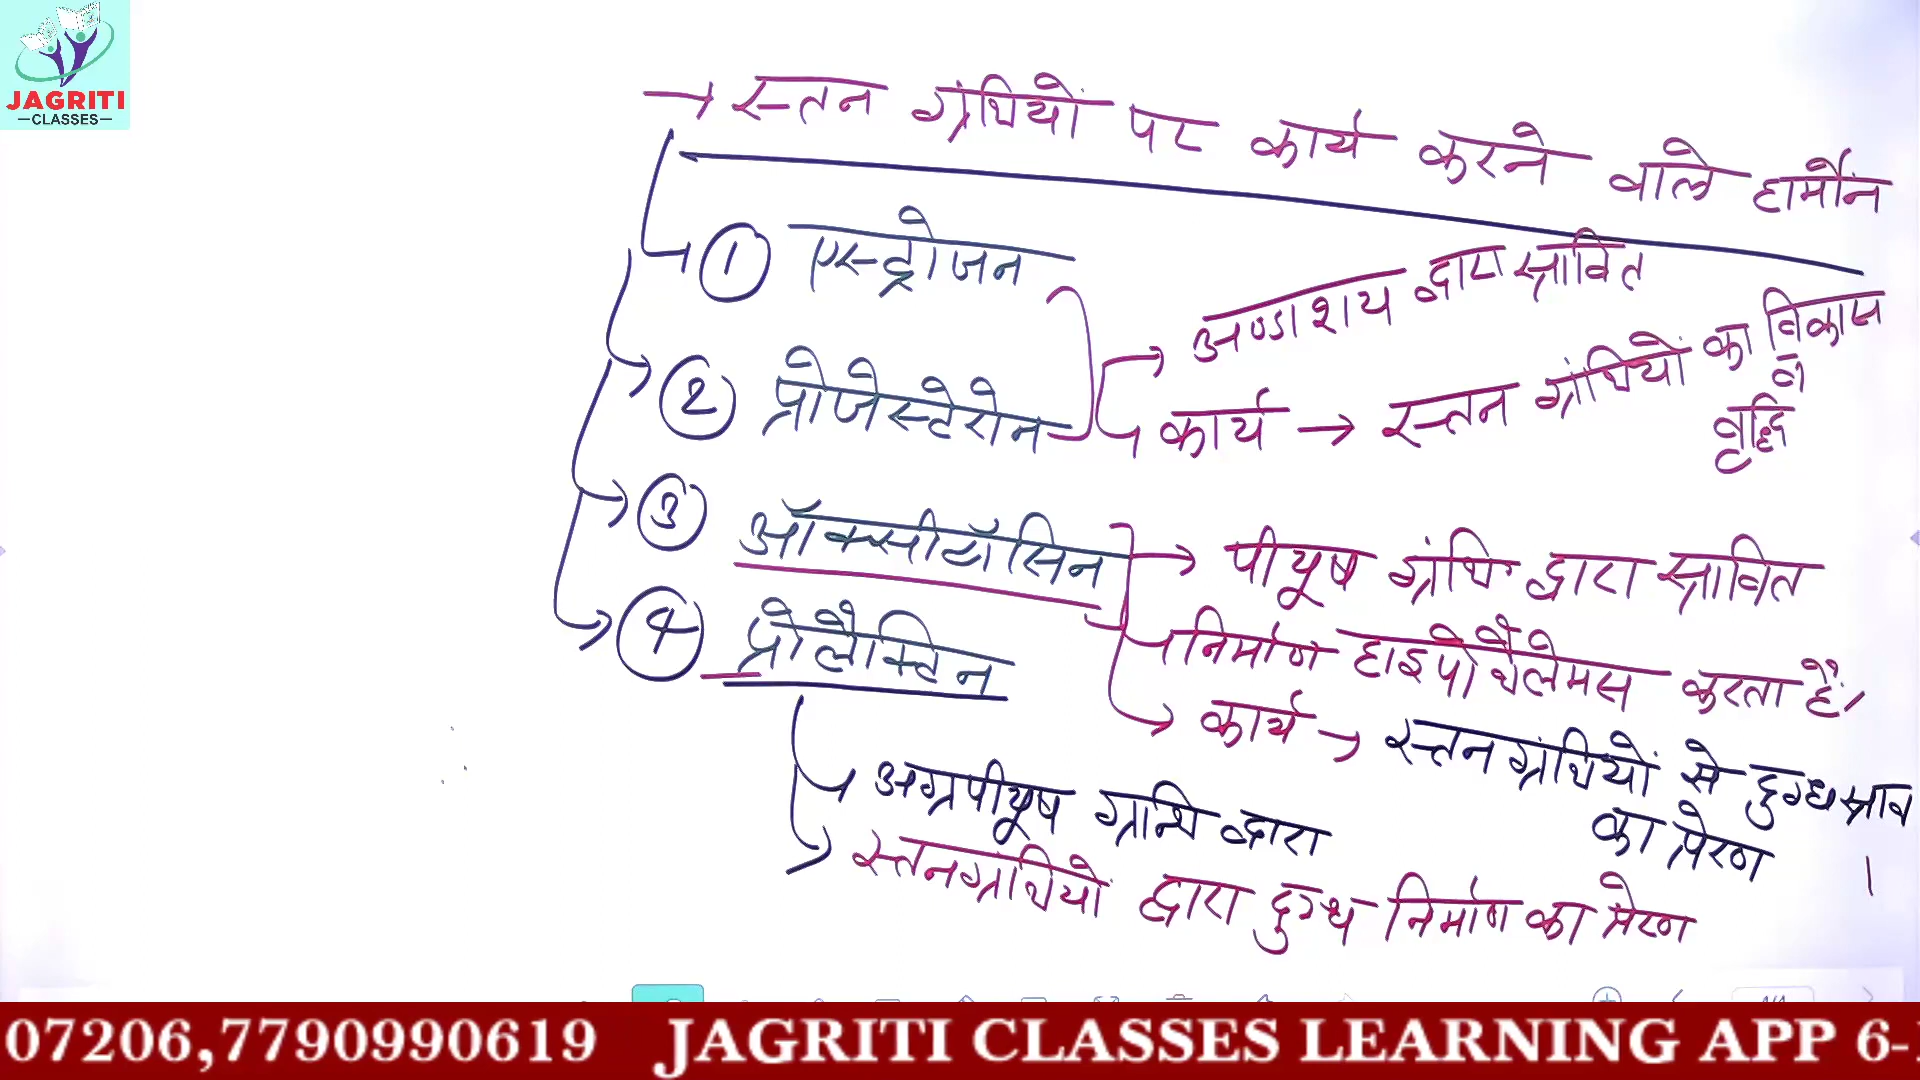 JAGRITI
CLASSES
→ स्तन ग्रंथियों पर कार्य करने वाले हार्मोन
① एस्ट्रोजन
② प्रोजेस्टेरोन
→ अण्डाशय द्वारा स्रावित
कार्य → स्तन ग्रंथियों का विकास
व
वृद्धि
③ ऑक्सीटॉसिन → पीयूष ग्रंथि द्वारा स्रावित
निर्माण हाइपोथैलेमस करता है।
→ कार्य → स्तन ग्रंथियों से दुग्ध स्राव
का प्रेरण
④ प्रोलैक्टिन
→ अग्रपीयूष ग्रन्थि द्वारा
→ स्तनग्रंथियों द्वारा दुग्ध निर्माण का प्रेरण
07206,7790990619 JAGRITI CLASSES LEARNING APP 6-